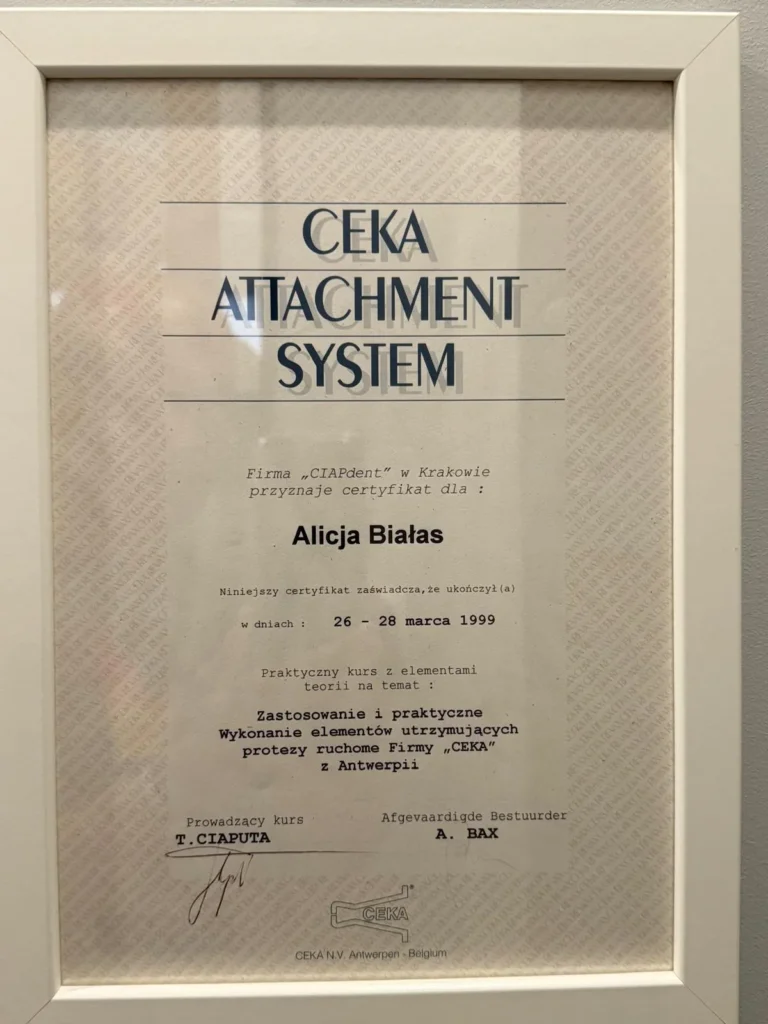 CEKA
ATTACHMENT
SYSTEM
Firma „CIAPdent” w Krakowie
przyznaje certyfikat dla :
Alicja Białas
Niniejszy certyfikat zaświadcza,że ukończył(a)
w dniach : 26 - 28 marca 1999
Praktyczny kurs z elementami
teorii na temat :
Zastosowanie i praktyczne
Wykonanie elementów utrzymujących
protezy ruchome Firmy „CEKA”
z Antwerpii
Prowadzący kurs
T.CIAPUTA
Afgevaardigde Bestuurder
A. BAX
CEKA
CEKA N.V. Antwerpen - Belgium